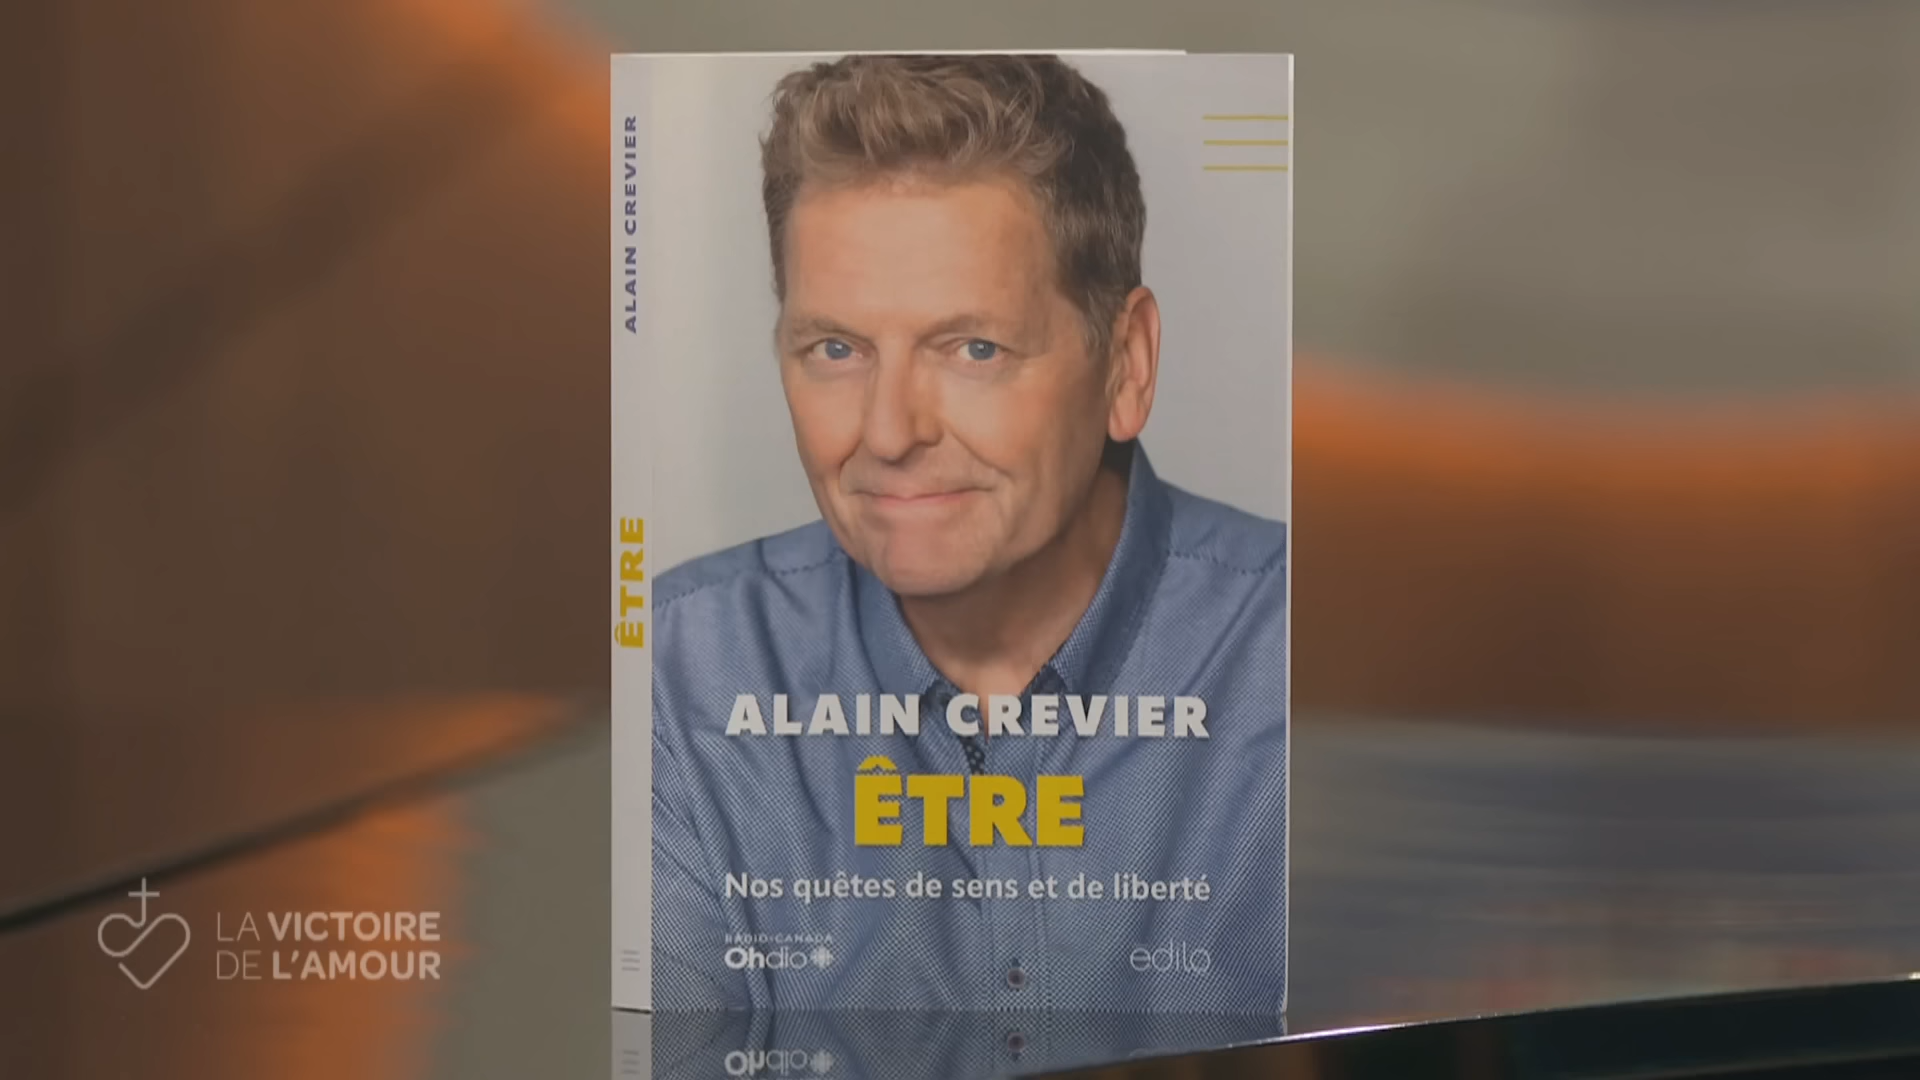 ALAIN CREVIER
ÊTRE
ALAIN CREVIER
ÊTRE
Nos quêtes de sens et de liberté
RADIO-CANADA
Ohdio
edito
LA VICTOIRE
DE L'AMOUR
Ohdio